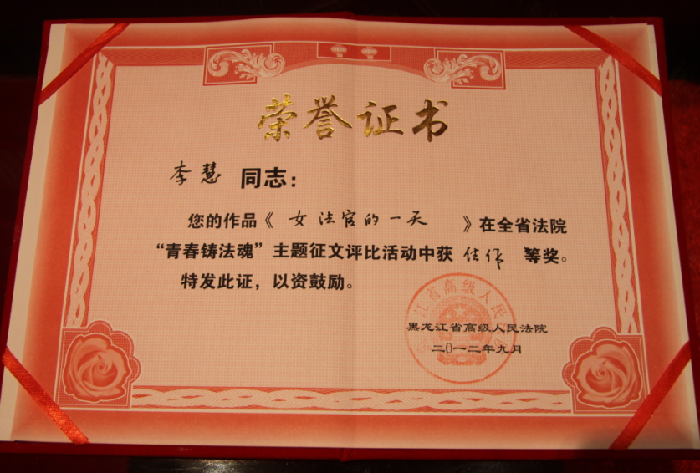 荣誉证书
李慧 同志：
您的作品《女法官的一天》在全省法院
“青春铸法魂”主题征文评比活动中获 佳作 等奖。
特发此证，以资鼓励。
黑龙江省高级人民法院
二〇一二年九月